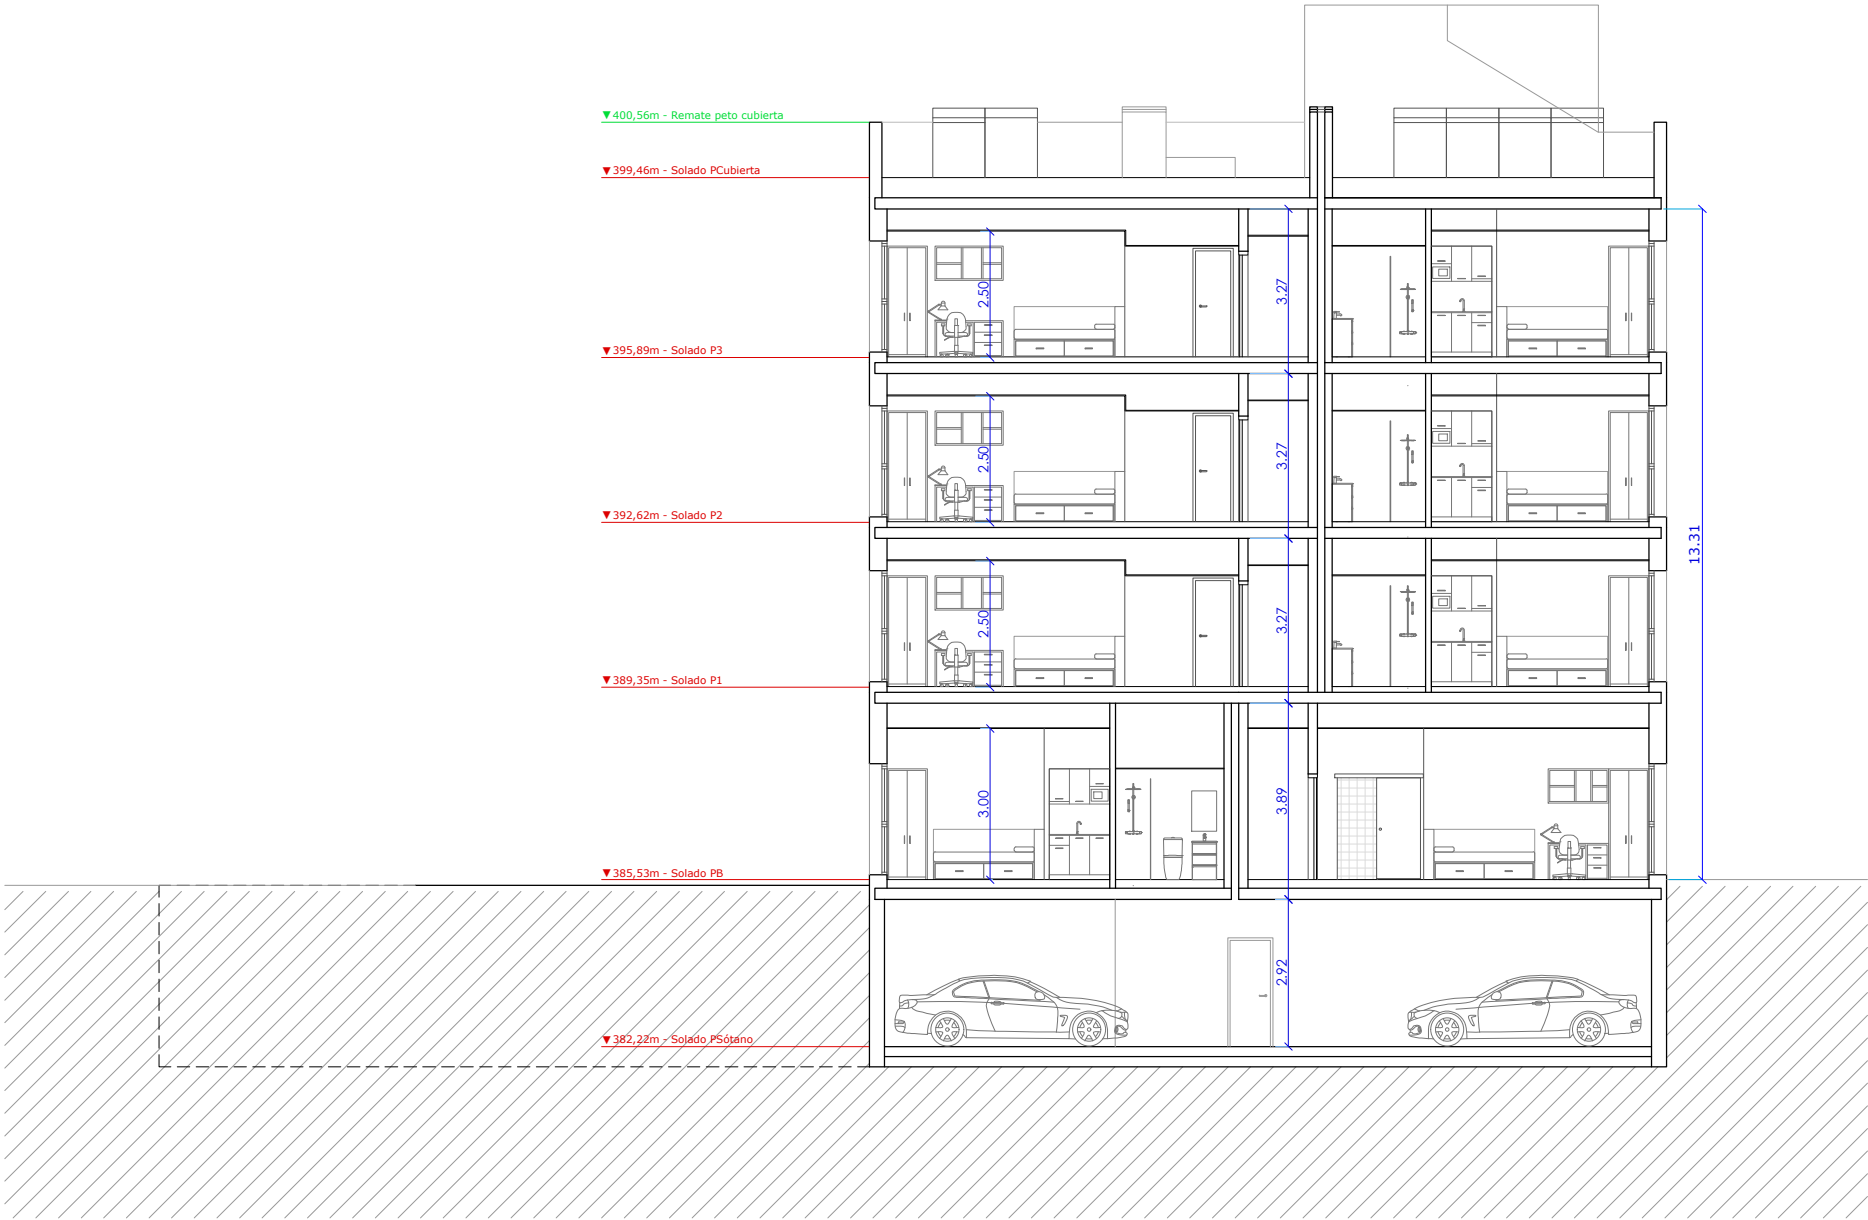 ▼400,56m - Remate peto cubierta
▼399,46m - Solado PCubierta
3.27
2.50
▼395,89m - Solado P3
3.27
2.50
▼392,62m - Solado P2
13.31
3.27
2.50
▼389,35m - Solado P1
3.89
3.00
▼385,53m - Solado PB
2.92
▼382,22m - Solado PSótano